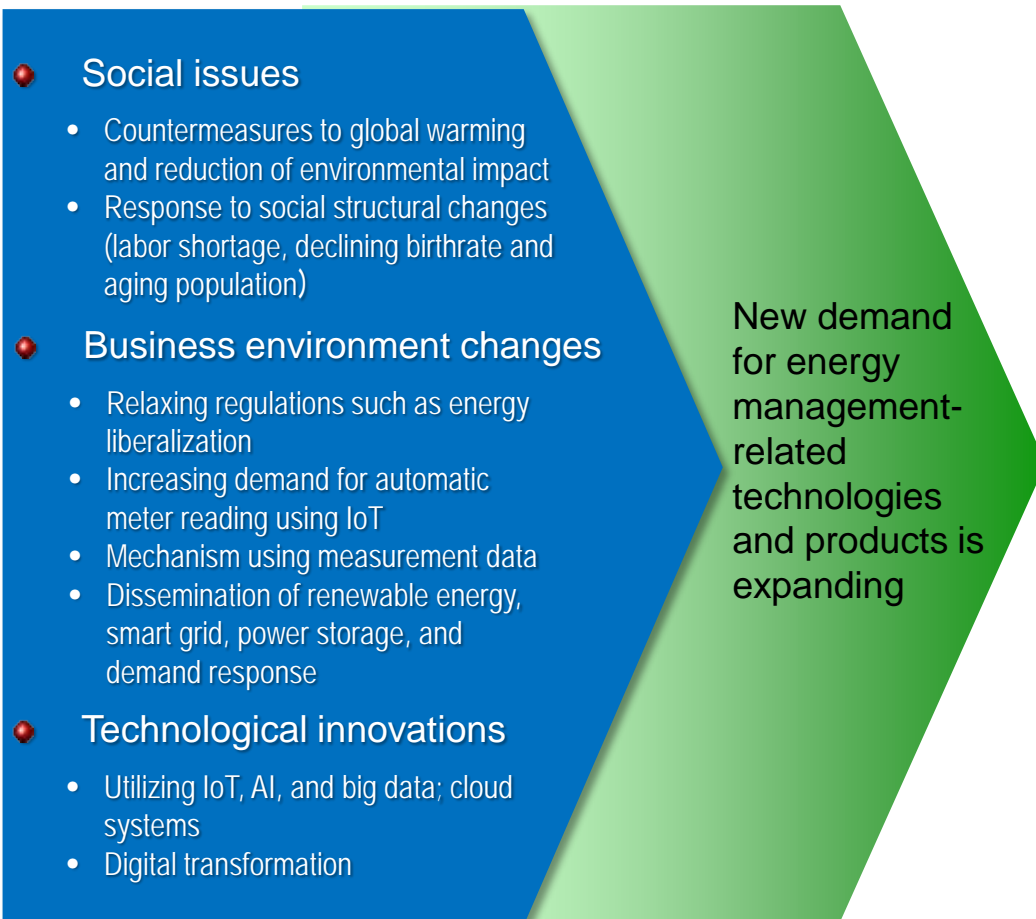 Social issues
• Countermeasures to global warming
and reduction of environmental impact
• Response to social structural changes
(labor shortage, declining birthrate and
aging population)
Business environment changes
• Relaxing regulations such as energy
liberalization
• Increasing demand for automatic
meter reading using IoT
• Mechanism using measurement data
• Dissemination of renewable energy,
smart grid, power storage, and
demand response
Technological innovations
• Utilizing IoT, AI, and big data; cloud
systems
• Digital transformation
New demand
for energy
management-
related
technologies
and products is
expanding